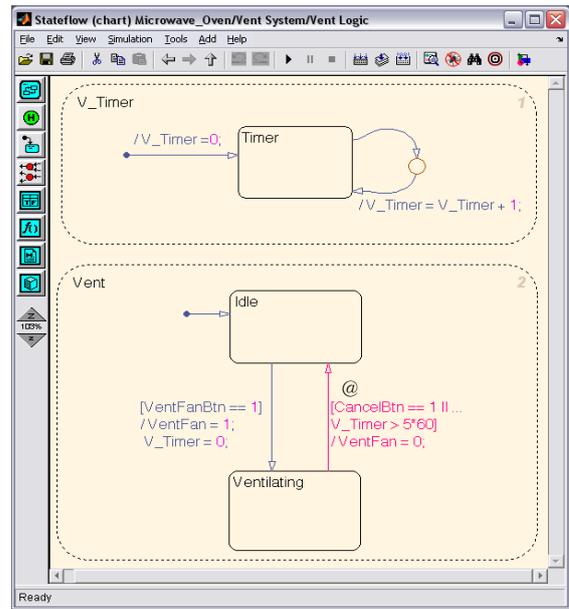 Stateflow (chart) Microwave_Oven/Vent System/Vent Logic
File Edit View Simulation Tools Add Help
V_Timer
1
/V_Timer =0;
Timer
/V_Timer = V_Timer + 1;
Vent
2
Idle
@
[VentFanBtn == 1]
/VentFan = 1;
V_Timer = 0;
[CancelBtn == 1 || ...
V_Timer > 5*60]
/VentFan = 0;
Ventilating
H
103%
Ready